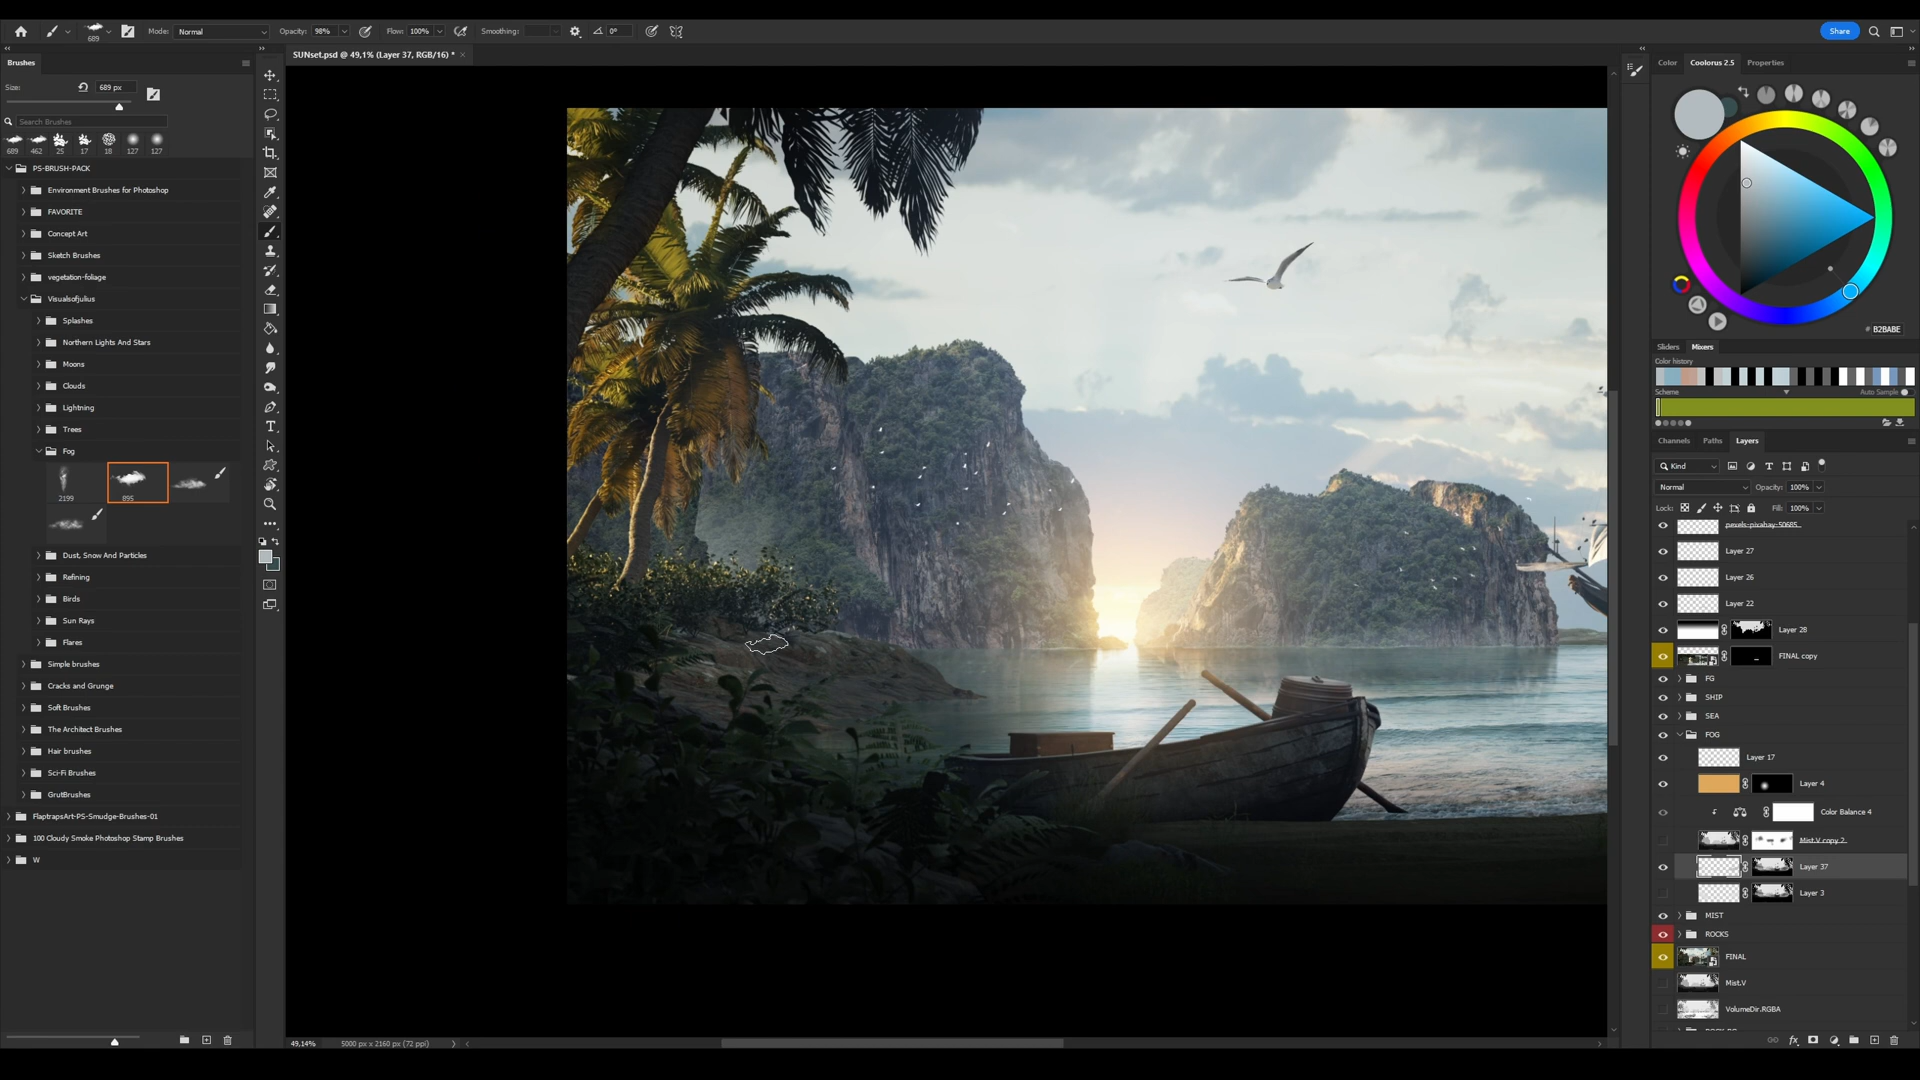 689
Mode:
Normal
Opacity: 98%
Flow: 100%
Smoothing:
0°
Share
Brushes
SUNset.psd @ 49,1% (Layer 37, RGB/16) *
Size:
689 px
Search Brushes
689 462 25 17 18 127 127
PS-BRUSH-PACK
Environment Brushes for Photoshop
FAVORITE
Concept Art
Sketch Brushes
vegetation-foliage
Visualsofjulius
Splashes
Northern Lights And Stars
Moons
Clouds
Lightning
Trees
Fog
2199
895
Dust, Snow And Particles
Refining
Birds
Sun Rays
Flares
Simple brushes
Cracks and Grunge
Soft Brushes
The Architect Brushes
Hair brushes
Sci-Fi Brushes
GrutBrushes
FlaptrapsArt-PS-Smudge-Brushes-01
100 Cloudy Smoke Photoshop Stamp Brushes
W
49,14%
5000 px x 2160 px (72 ppi)
Color
Coolorus 2.5
Properties
# B2BABE
Sliders
Mixers
Color history
Scheme
Auto Sample
Channels
Paths
Layers
Kind
Normal
Opacity: 100%
Lock:
Fill: 100%
pexels-pixabay-50685...
Layer 27
Layer 26
Layer 22
Layer 28
FINAL copy
FG
SHIP
SEA
FOG
Layer 17
Layer 4
Color Balance 4
Mist.V copy 2
Layer 37
Layer 3
MIST
ROCKS
FINAL
Mist.V
VolumeDir.RGBA